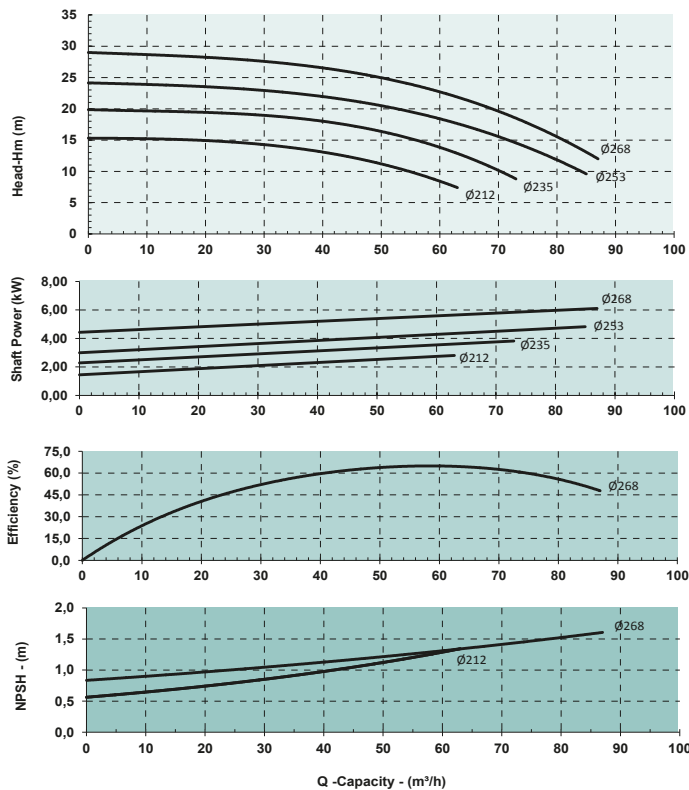 Head-Hm (m)
35
30
25
20
15
10
5
0
0 10 20 30 40 50 60 70 80 90 100
Ø268
Ø253
Ø235
Ø212
Shaft Power (kW)
8,00
6,00
4,00
2,00
0,00
0 10 20 30 40 50 60 70 80 90 100
Ø268
Ø253
Ø235
Ø212
Efficiency (%)
75,0
60,0
45,0
30,0
15,0
0,0
0 10 20 30 40 50 60 70 80 90 100
Ø268
NPSH - (m)
2,0
1,5
1,0
0,5
0,0
0 10 20 30 40 50 60 70 80 90 100
Ø268
Ø212
Q -Capacity - (m³/h)